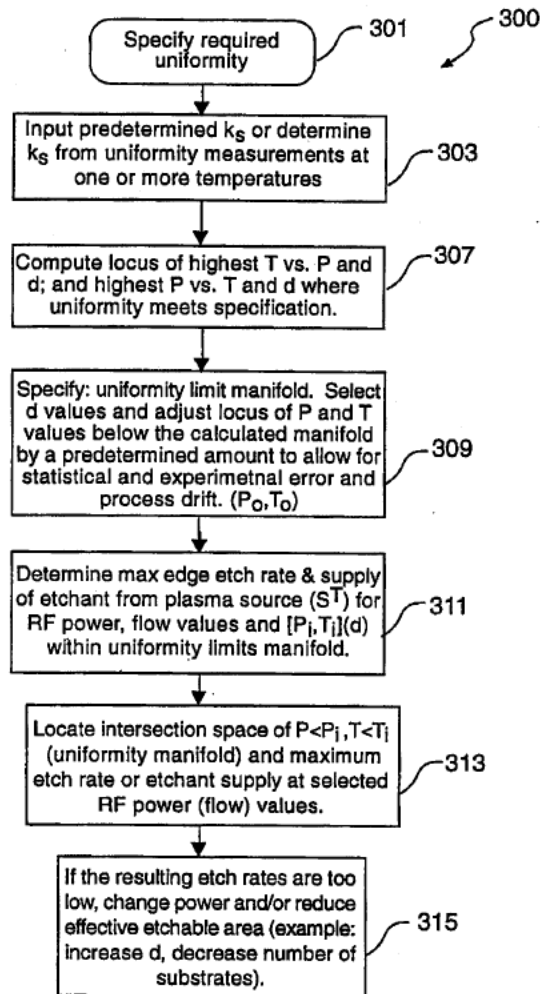 300
Specify required
uniformity
301
Input predetermined kS or determine
kS from uniformity measurements at
one or more temperatures
303
Compute locus of highest T vs. P and
d; and highest P vs. T and d where
uniformity meets specification.
307
Specify: uniformity limit manifold. Select
d values and adjust locus of P and T
values below the calculated manifold
by a predetermined amount to allow for
statistical and experimetnal error and
process drift. (Po,To)
309
Determine max edge etch rate & supply
of etchant from plasma source (ST) for
RF power, flow values and [Pi,Ti](d)
within uniformity limits manifold.
311
Locate intersection space of P<Pi ,T<Ti
(uniformity manifold) and maximum
etch rate or etchant supply at selected
RF power (flow) values.
313
If the resulting etch rates are too
low, change power and/or reduce
effective etchable area (example:
increase d, decrease number of
substrates).
315